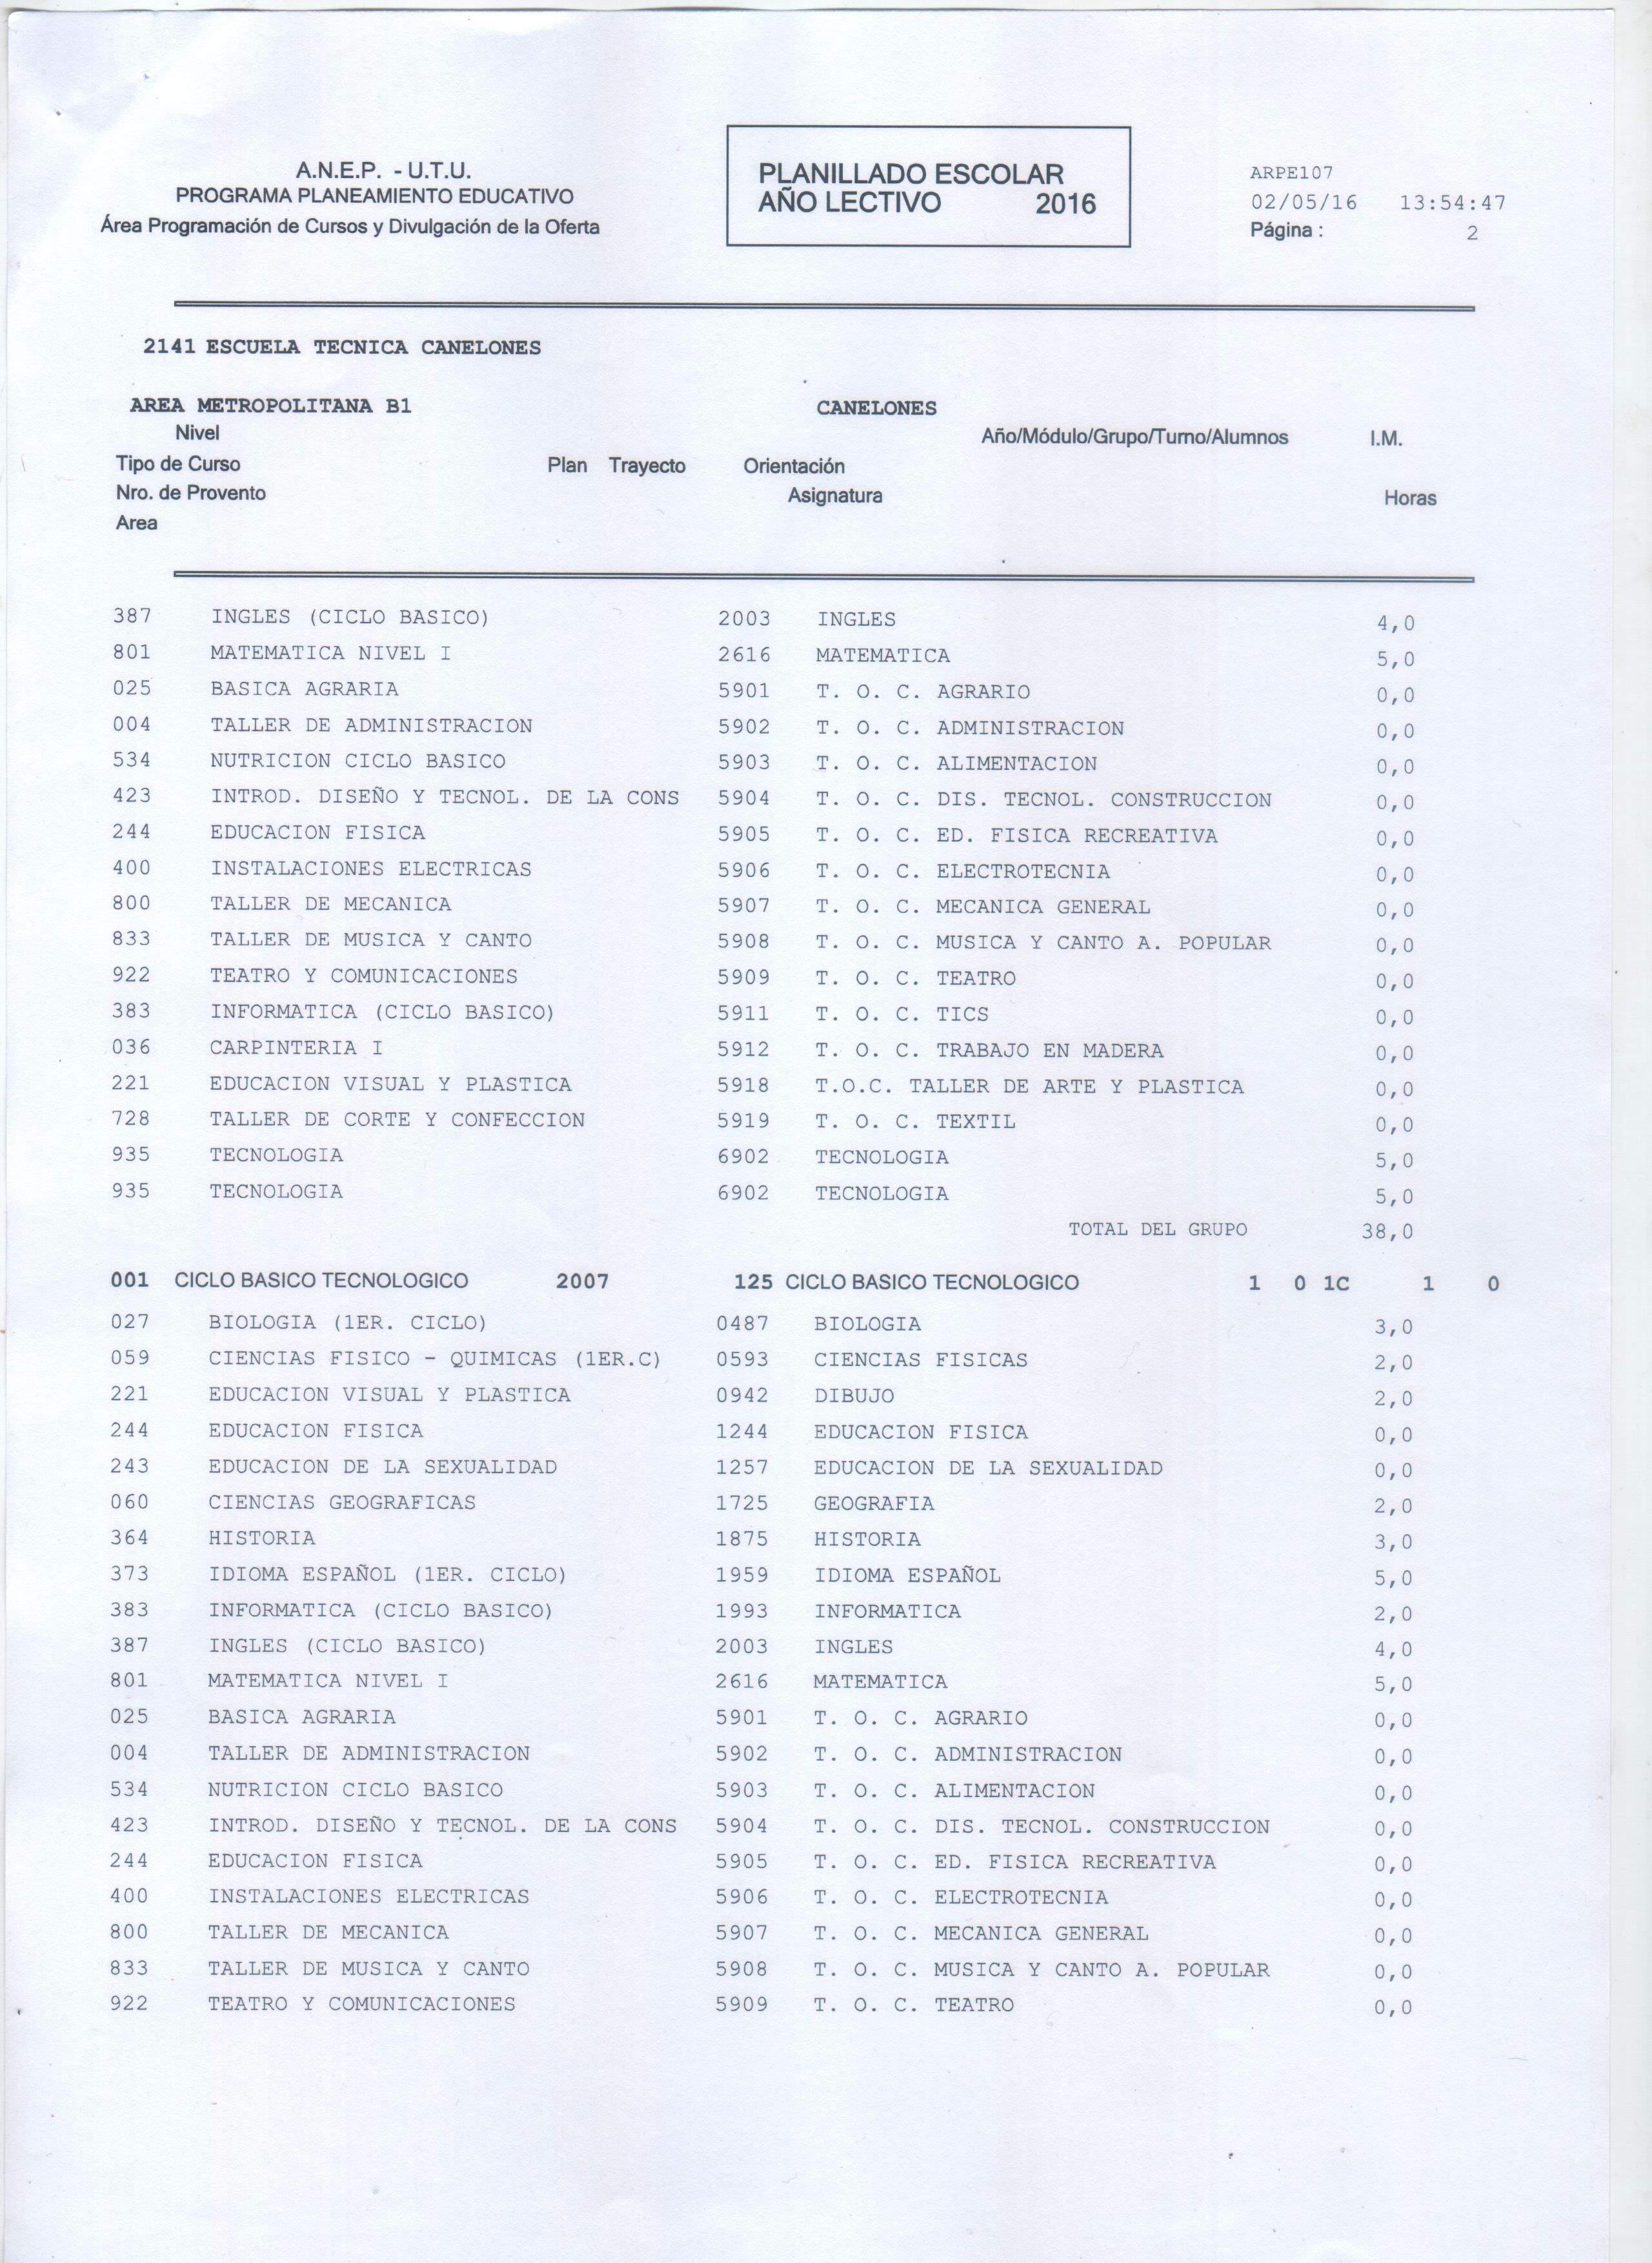 A.N.E.P. - U.T.U.
PROGRAMA PLANEAMIENTO EDUCATIVO
Área Programación de Cursos y Divulgación de la Oferta
PLANILLADO ESCOLAR
AÑO LECTIVO 2016
ARPE107
02/05/16 13:54:47
Página : 2
2141 ESCUELA TECNICA CANELONES
AREA METROPOLITANA B1 CANELONES
Nivel Año/Módulo/Grupo/Turno/Alumnos I.M.
Tipo de Curso Plan Trayecto Orientación
Nro. de Provento Asignatura Horas
Area
387 INGLES (CICLO BASICO) 2003 INGLES 4,0
801 MATEMATICA NIVEL I 2616 MATEMATICA 5,0
025 BASICA AGRARIA 5901 T. O. C. AGRARIO 0,0
004 TALLER DE ADMINISTRACION 5902 T. O. C. ADMINISTRACION 0,0
534 NUTRICION CICLO BASICO 5903 T. O. C. ALIMENTACION 0,0
423 INTROD. DISEÑO Y TECNOL. DE LA CONS 5904 T. O. C. DIS. TECNOL. CONSTRUCCION 0,0
244 EDUCACION FISICA 5905 T. O. C. ED. FISICA RECREATIVA 0,0
400 INSTALACIONES ELECTRICAS 5906 T. O. C. ELECTROTECNIA 0,0
800 TALLER DE MECANICA 5907 T. O. C. MECANICA GENERAL 0,0
833 TALLER DE MUSICA Y CANTO 5908 T. O. C. MUSICA Y CANTO A. POPULAR 0,0
922 TEATRO Y COMUNICACIONES 5909 T. O. C. TEATRO 0,0
383 INFORMATICA (CICLO BASICO) 5911 T. O. C. TICS 0,0
036 CARPINTERIA I 5912 T. O. C. TRABAJO EN MADERA 0,0
221 EDUCACION VISUAL Y PLASTICA 5918 T.O.C. TALLER DE ARTE Y PLASTICA 0,0
728 TALLER DE CORTE Y CONFECCION 5919 T. O. C. TEXTIL 0,0
935 TECNOLOGIA 6902 TECNOLOGIA 5,0
935 TECNOLOGIA 6902 TECNOLOGIA 5,0
TOTAL DEL GRUPO 38,0
001 CICLO BASICO TECNOLOGICO 2007 125 CICLO BASICO TECNOLOGICO 1 0 1C 1 0
027 BIOLOGIA (1ER. CICLO) 0487 BIOLOGIA 3,0
059 CIENCIAS FISICO - QUIMICAS (1ER.C) 0593 CIENCIAS FISICAS 2,0
221 EDUCACION VISUAL Y PLASTICA 0942 DIBUJO 2,0
244 EDUCACION FISICA 1244 EDUCACION FISICA 0,0
243 EDUCACION DE LA SEXUALIDAD 1257 EDUCACION DE LA SEXUALIDAD 0,0
060 CIENCIAS GEOGRAFICAS 1725 GEOGRAFIA 2,0
364 HISTORIA 1875 HISTORIA 3,0
373 IDIOMA ESPAÑOL (1ER. CICLO) 1959 IDIOMA ESPAÑOL 5,0
383 INFORMATICA (CICLO BASICO) 1993 INFORMATICA 2,0
387 INGLES (CICLO BASICO) 2003 INGLES 4,0
801 MATEMATICA NIVEL I 2616 MATEMATICA 5,0
025 BASICA AGRARIA 5901 T. O. C. AGRARIO 0,0
004 TALLER DE ADMINISTRACION 5902 T. O. C. ADMINISTRACION 0,0
534 NUTRICION CICLO BASICO 5903 T. O. C. ALIMENTACION 0,0
423 INTROD. DISEÑO Y TECNOL. DE LA CONS 5904 T. O. C. DIS. TECNOL. CONSTRUCCION 0,0
244 EDUCACION FISICA 5905 T. O. C. ED. FISICA RECREATIVA 0,0
400 INSTALACIONES ELECTRICAS 5906 T. O. C. ELECTROTECNIA 0,0
800 TALLER DE MECANICA 5907 T. O. C. MECANICA GENERAL 0,0
833 TALLER DE MUSICA Y CANTO 5908 T. O. C. MUSICA Y CANTO A. POPULAR 0,0
922 TEATRO Y COMUNICACIONES 5909 T. O. C. TEATRO 0,0